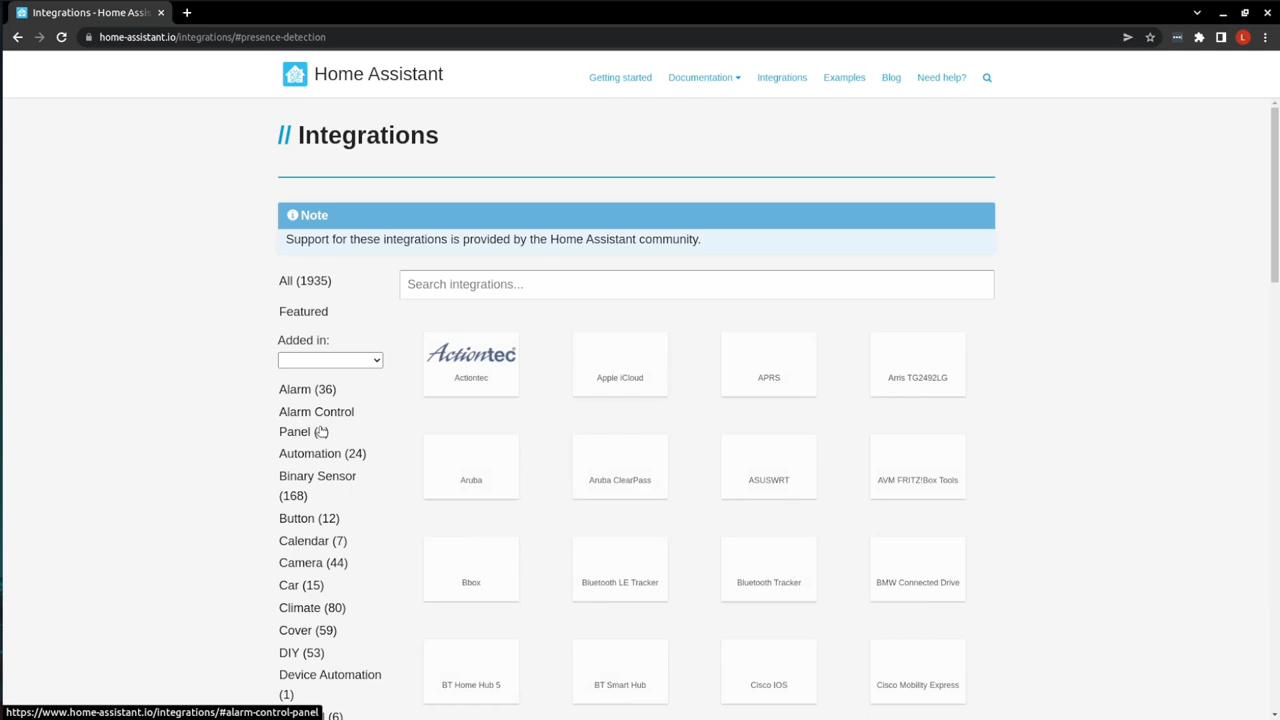 Integrations - Home Assis
home-assistant.io/integrations/#presence-detection
L
Home Assistant
Getting started
Documentation
Integrations
Examples
Blog
Need help?
// Integrations
Note
Support for these integrations is provided by the Home Assistant community.
All (1935)
Search integrations...
Featured
Added in:
Actiontec
Actiontec
Apple iCloud
APRS
Arris TG2492LG
Alarm (36)
Alarm Control
Panel
Automation (24)
Binary Sensor
(168)
Button (12)
Calendar (7)
Camera (44)
Car (15)
Climate (80)
Cover (59)
DIY (53)
Device Automation
(1)
(6)
Aruba
Aruba ClearPass
ASUSWRT
AVM FRITZ!Box Tools
Bbox
Bluetooth LE Tracker
Bluetooth Tracker
BMW Connected Drive
BT Home Hub 5
BT Smart Hub
Cisco IOS
Cisco Mobility Express
https://www.home-assistant.io/integrations/#alarm-control-panel